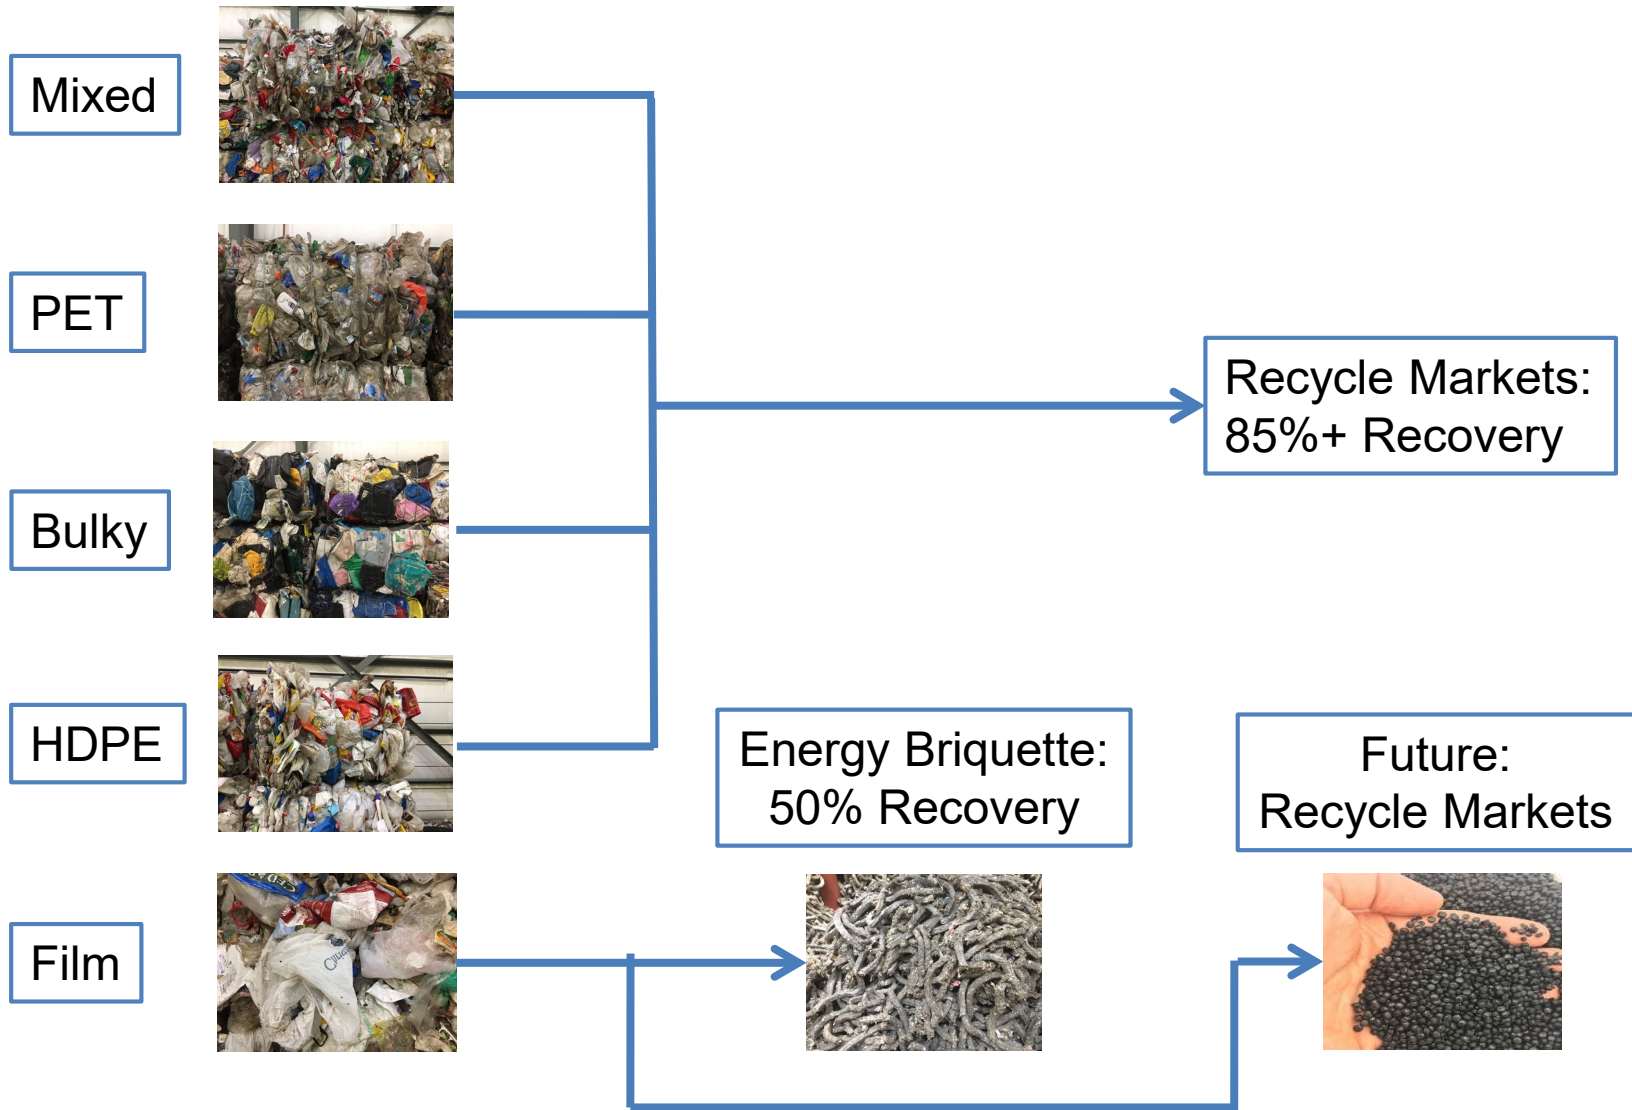 Mixed
PET
Recycle Markets:
85%+ Recovery
Bulky
HDPE
Energy Briquette:
50% Recovery
Future:
Recycle Markets
Film